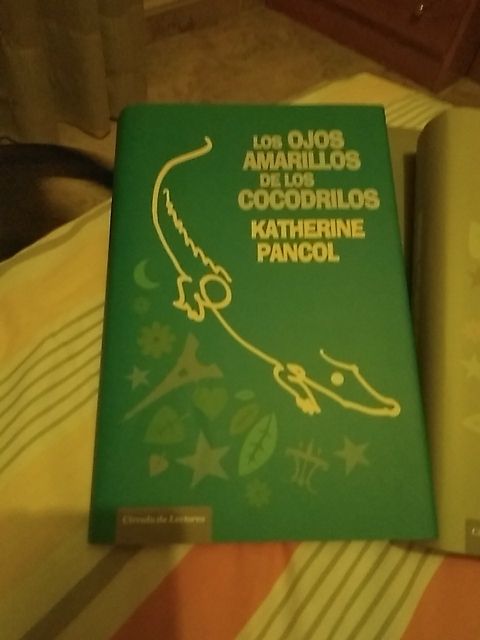 LOS OJOS
AMARILLOS
DE LOS
COCODRILOS
KATHERINE
PANCOL
Círculo de Lectores